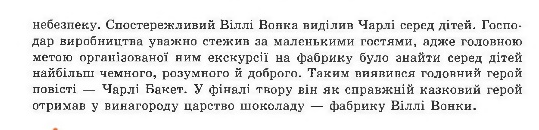 небезпеку. Спостережливий Віллі Вонка виділив Чарлі серед дітей. Госпо-
дар виробництва уважно стежив за маленькими гостями, адже головною
метою організованої ним екскурсії на фабрику було знайти серед дітей
найбільш чемного, розумного й доброго. Таким виявився головний герой
повісті — Чарлі Бакет. У фіналі твору він як справжній казковий герой
отримав у винагороду царство шоколаду — фабрику Віллі Вонки.